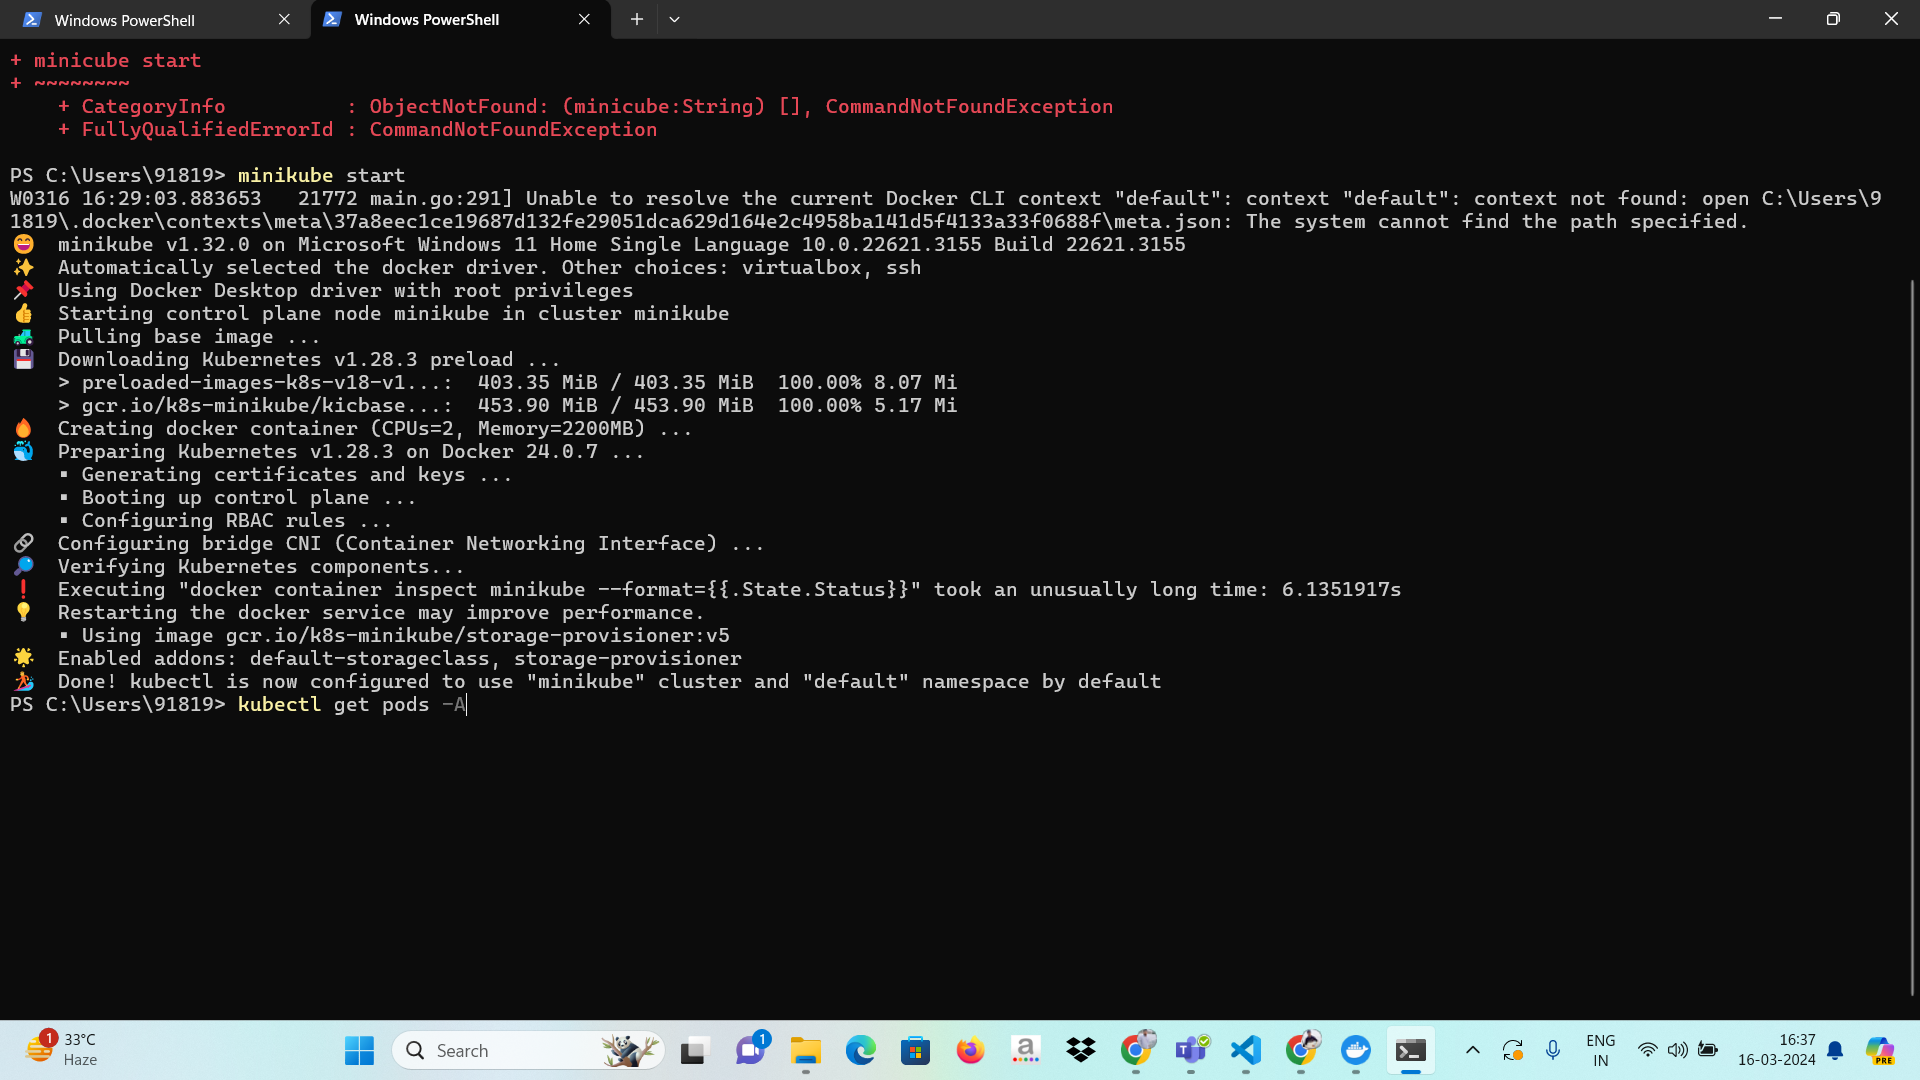 Windows PowerShell
Windows PowerShell
+ minicube start
+ ~~~~~~~~
+ CategoryInfo          : ObjectNotFound: (minicube:String) [], CommandNotFoundException
+ FullyQualifiedErrorId : CommandNotFoundException
PS C:\Users\91819> minikube start
W0316 16:29:03.883653   21772 main.go:291] Unable to resolve the current Docker CLI context "default": context "default": context not found: open C:\Users\9
1819\.docker\contexts\meta\37a8eec1ce19687d132fe29051dca629d164e2c4958ba141d5f4133a33f0688f\meta.json: The system cannot find the path specified.
😄  minikube v1.32.0 on Microsoft Windows 11 Home Single Language 10.0.22621.3155 Build 22621.3155
✨  Automatically selected the docker driver. Other choices: virtualbox, ssh
📌  Using Docker Desktop driver with root privileges
👍  Starting control plane node minikube in cluster minikube
🚜  Pulling base image ...
💾  Downloading Kubernetes v1.28.3 preload ...
> preloaded-images-k8s-v18-v1...:  403.35 MiB / 403.35 MiB  100.00% 8.07 Mi
> gcr.io/k8s-minikube/kicbase...:  453.90 MiB / 453.90 MiB  100.00% 5.17 Mi
🔥  Creating docker container (CPUs=2, Memory=2200MB) ...
🐳  Preparing Kubernetes v1.28.3 on Docker 24.0.7 ...
▪ Generating certificates and keys ...
▪ Booting up control plane ...
▪ Configuring RBAC rules ...
🔗  Configuring bridge CNI (Container Networking Interface) ...
🔎  Verifying Kubernetes components...
❗  Executing "docker container inspect minikube --format={{.State.Status}}" took an unusually long time: 6.1351917s
💡  Restarting the docker service may improve performance.
▪ Using image gcr.io/k8s-minikube/storage-provisioner:v5
🌟  Enabled addons: default-storageclass, storage-provisioner
🏄  Done! kubectl is now configured to use "minikube" cluster and "default" namespace by default
PS C:\Users\91819> kubectl get pods -A
1
33°C
Haze
Search
1
a
ENG
IN
16:37
16-03-2024
PRE